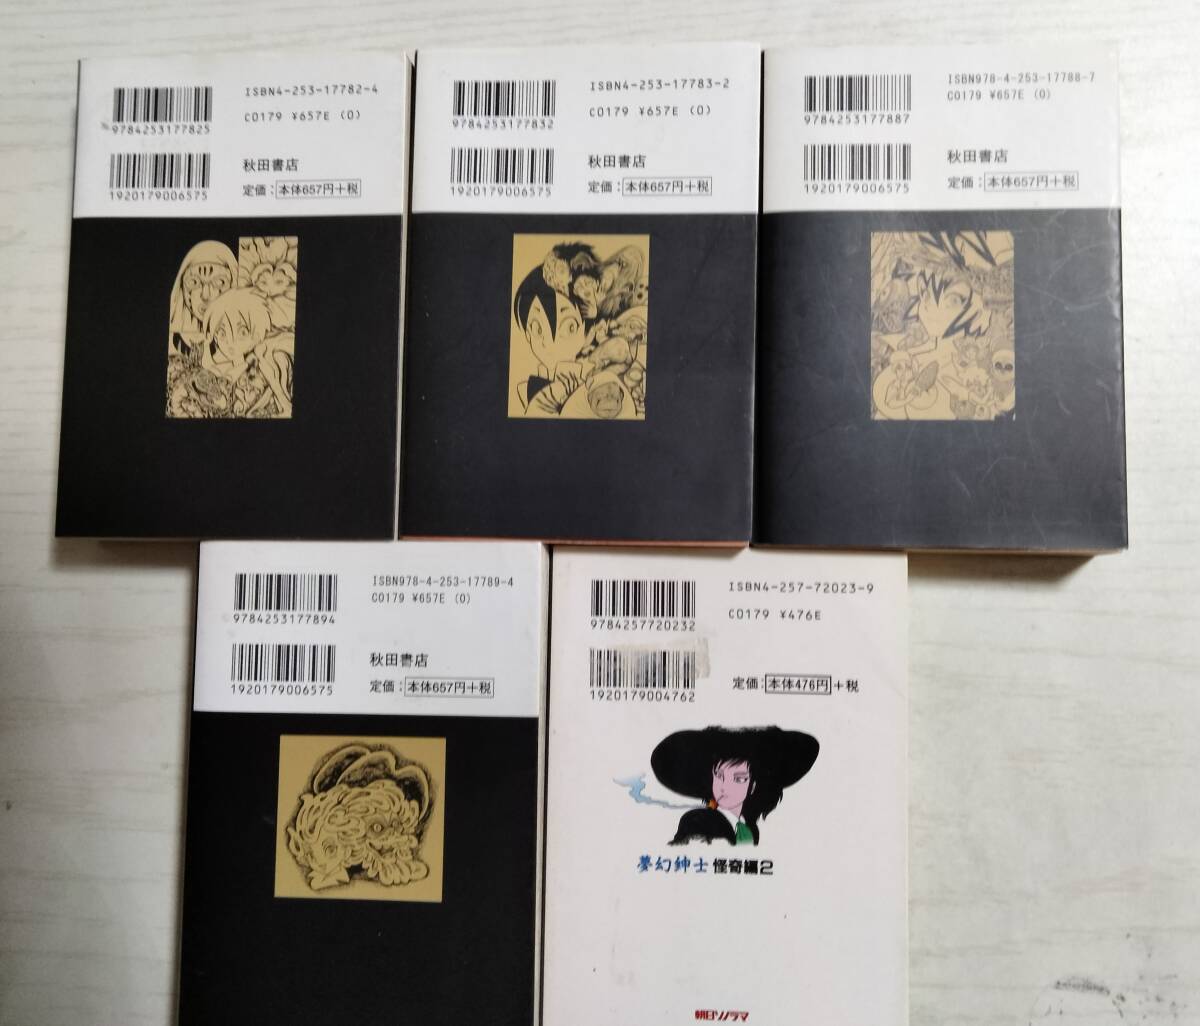 ISBN4-253-17782-4
9784253177825
C0179 ¥657E (0)
秋田書店
1920179006575
定価：本体657円+税
ISBN4-253-17783-2
9784253177832
C0179 ¥657E (0)
秋田書店
1920179006575
定価：本体657円+税
ISBN978-4-253-17788-7
9784253177887
C0179 ¥657E (0)
秋田書店
1920179006575
定価：本体657円+税
ISBN978-4-253-17789-4
9784253177894
C0179 ¥657E (0)
秋田書店
1920179006575
定価：本体657円+税
ISBN4-257-72023-9
9784257720232
C0179 ¥476E
定価：本体476円+税
1920179004762
夢幻紳士 怪奇編2
朝日ソノラマ